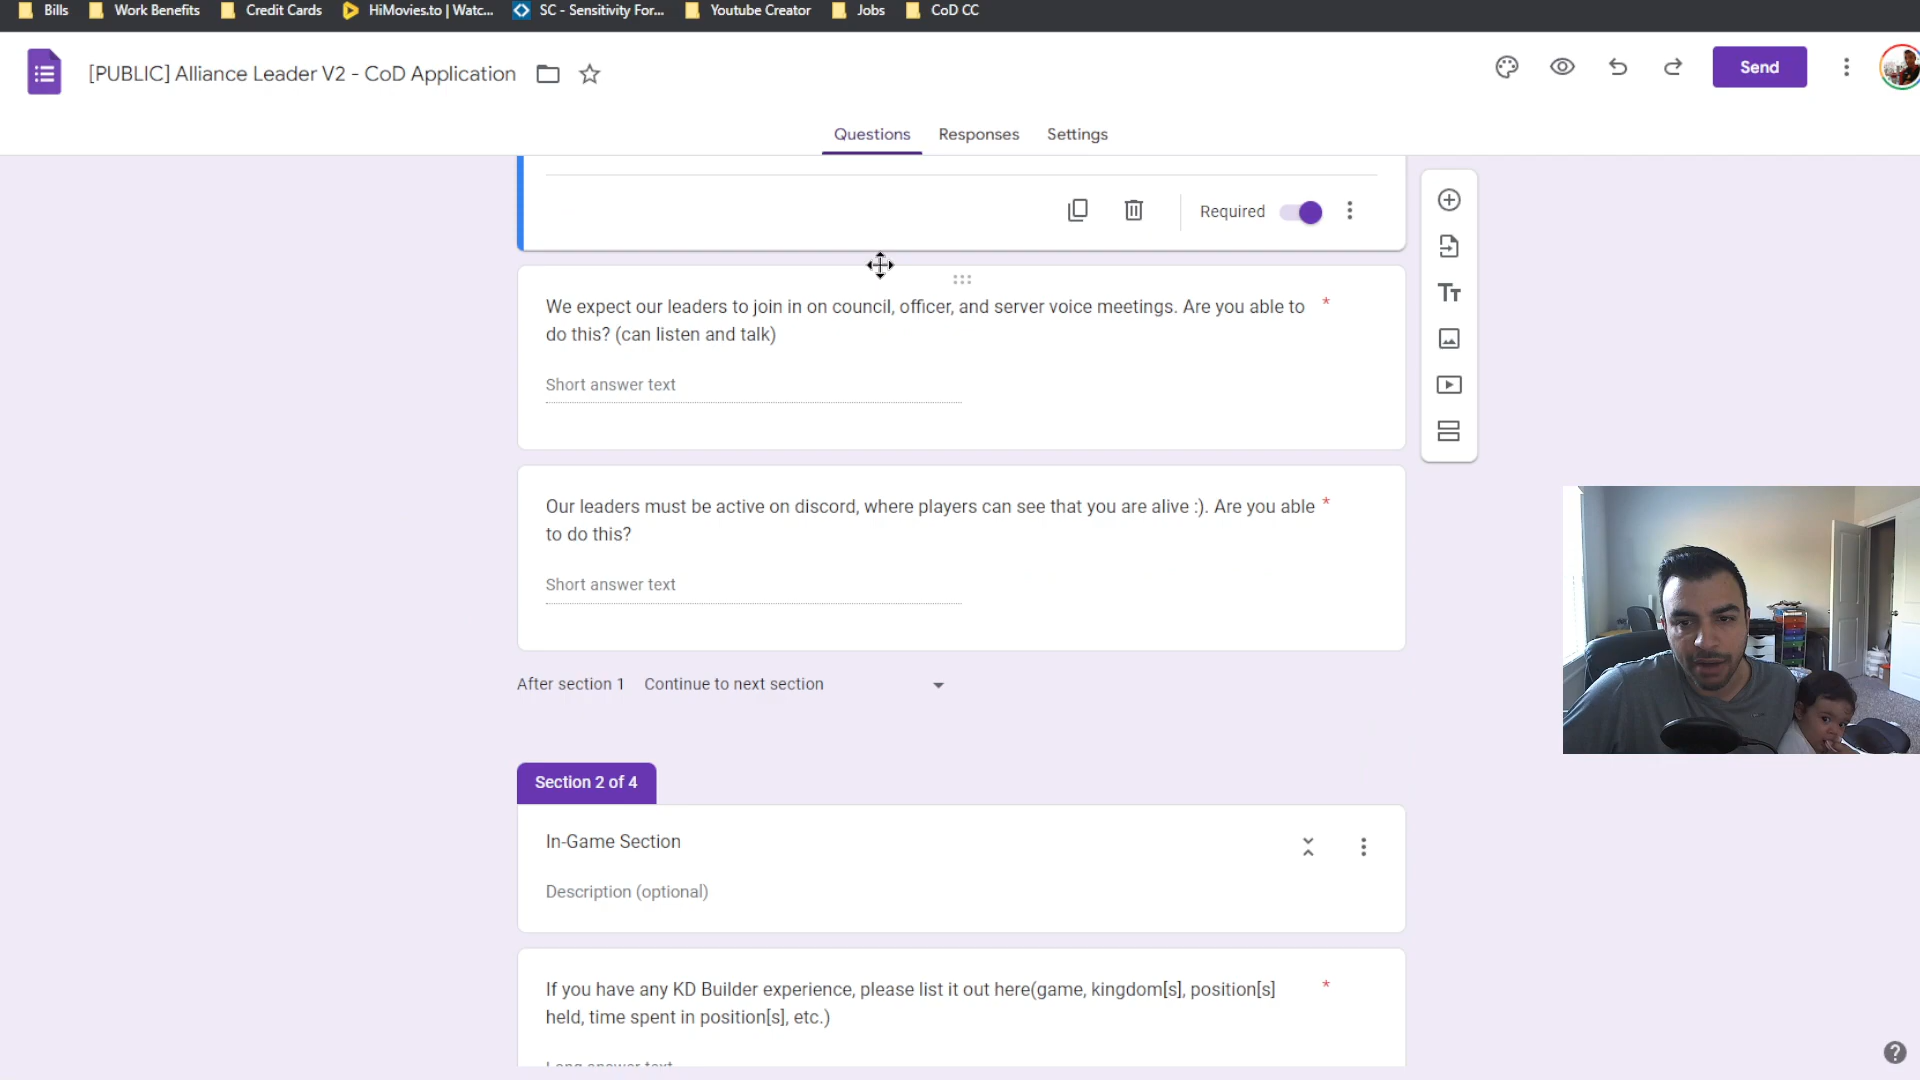 Bills
Work Benefits
Credit Cards
HiMovies.to | Watc...
SC - Sensitivity For...
Youtube Creator
Jobs
CoD CC
[PUBLIC] Alliance Leader V2 - CoD Application
Send
Questions
Responses
Settings
Required
We expect our leaders to join in on council, officer, and server voice meetings. Are you able to *
do this? (can listen and talk)
Short answer text
Our leaders must be active on discord, where players can see that you are alive :). Are you able *
to do this?
Short answer text
After section 1 Continue to next section
Section 2 of 4
In-Game Section
Description (optional)
If you have any KD Builder experience, please list it out here(game, kingdom[s], position[s] *
held, time spent in position[s], etc.)
Long answer text